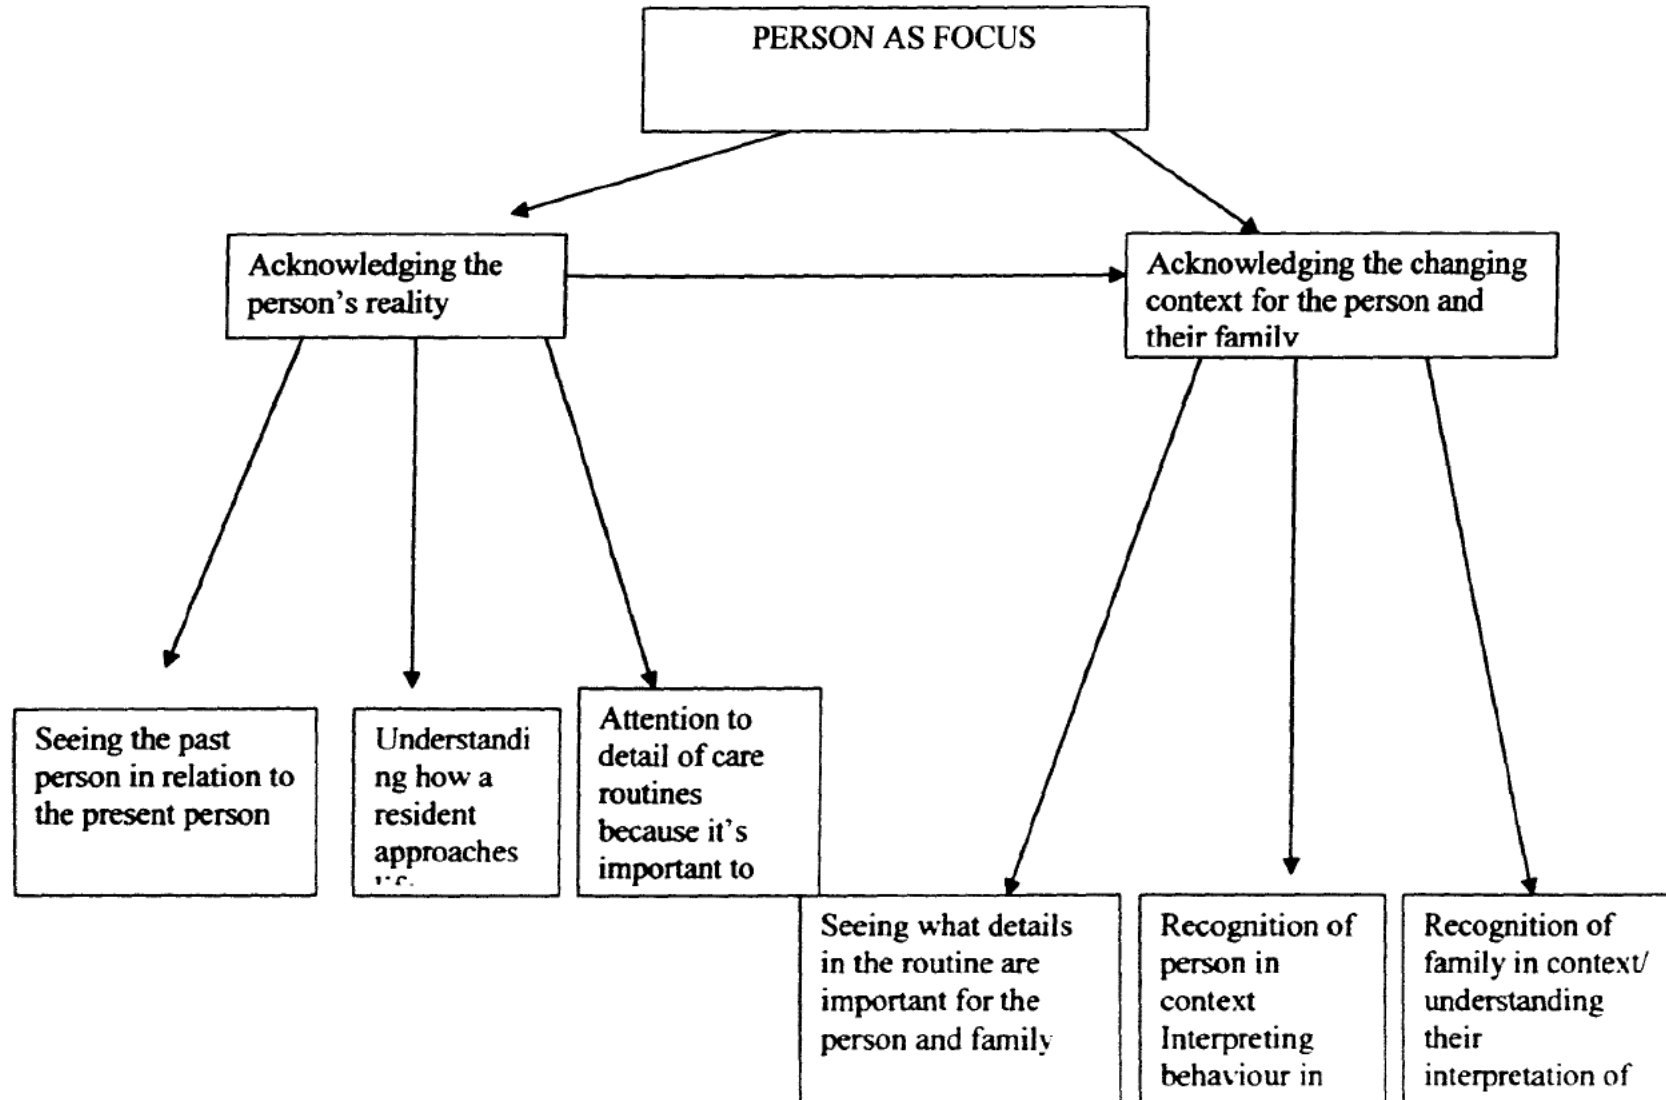 PERSON AS FOCUS
Acknowledging the
person's reality
Acknowledging the changing
context for the person and
their family
Seeing the past
person in relation to
the present person
Understandi
ng how a
resident
approaches
Attention to
detail of care
routines
because it's
important to
Seeing what details
in the routine are
important for the
person and family
Recognition of
person in
context
Interpreting
behaviour in
Recognition of
family in context/
understanding
their
interpretation of